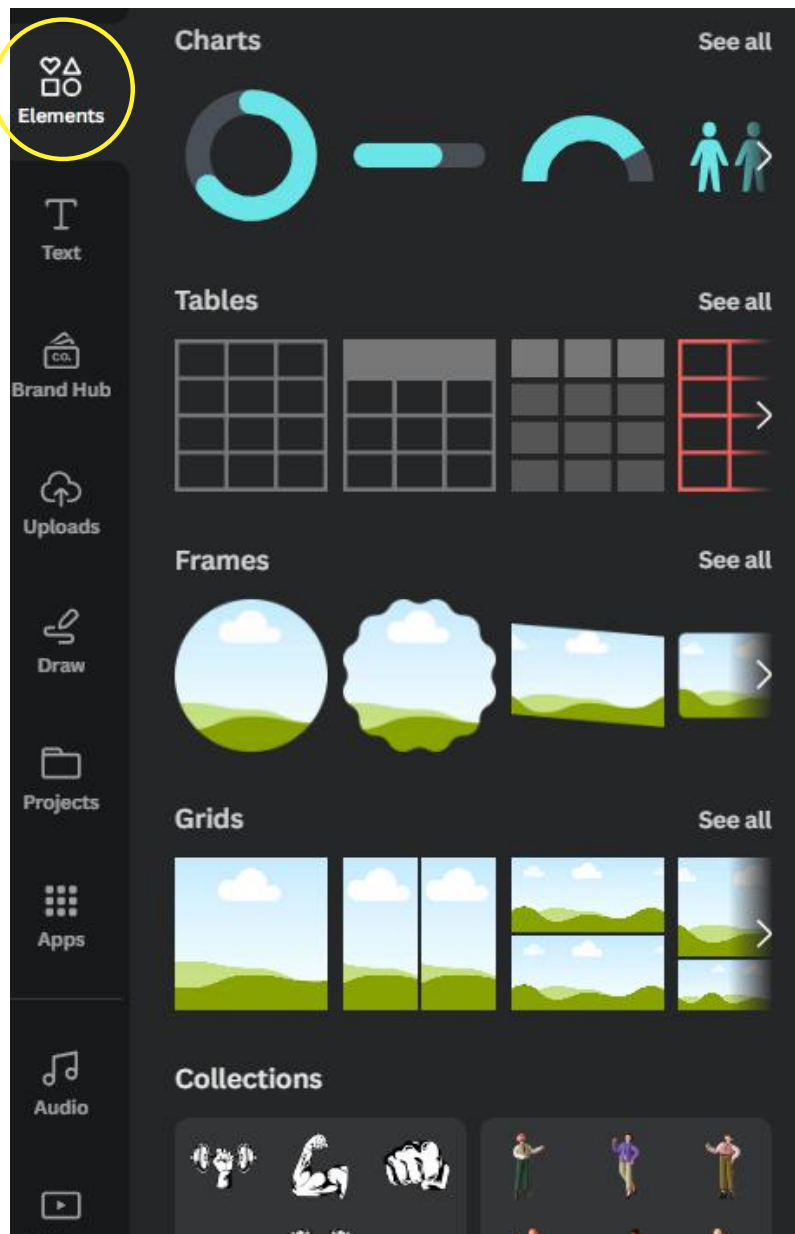 Elements
Text
CO.
Brand Hub
Uploads
Draw
Projects
Apps
Audio
Charts
See all
Tables
See all
Frames
See all
Grids
See all
Collections